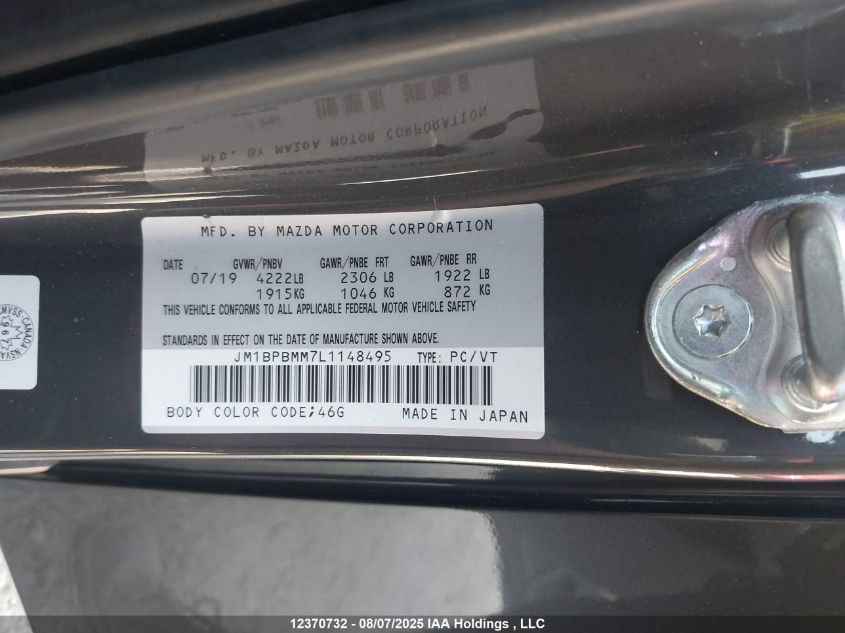 MFD. BY MAZDA MOTOR CORPORATION
DATE GVWR/PNBV GAWR/PNBE FRT GAWR/PNBE RR
07/19 4222LB 2306 LB 1922 LB
1915KG 1046 KG 872 KG
THIS VEHICLE CONFORMS TO ALL APPLICABLE FEDERAL MOTOR VEHICLE SAFETY
STANDARDS IN EFFECT ON THE DATE OF MANUFACTURE SHOWN ABOVE.
JM1BPBMM7L1148495 TYPE: PC/VT
BODY COLOR CODE;46G MADE IN JAPAN
CMVSS-CANADA NSVAC
12370732 - 08/07/2025 IAA Holdings , LLC